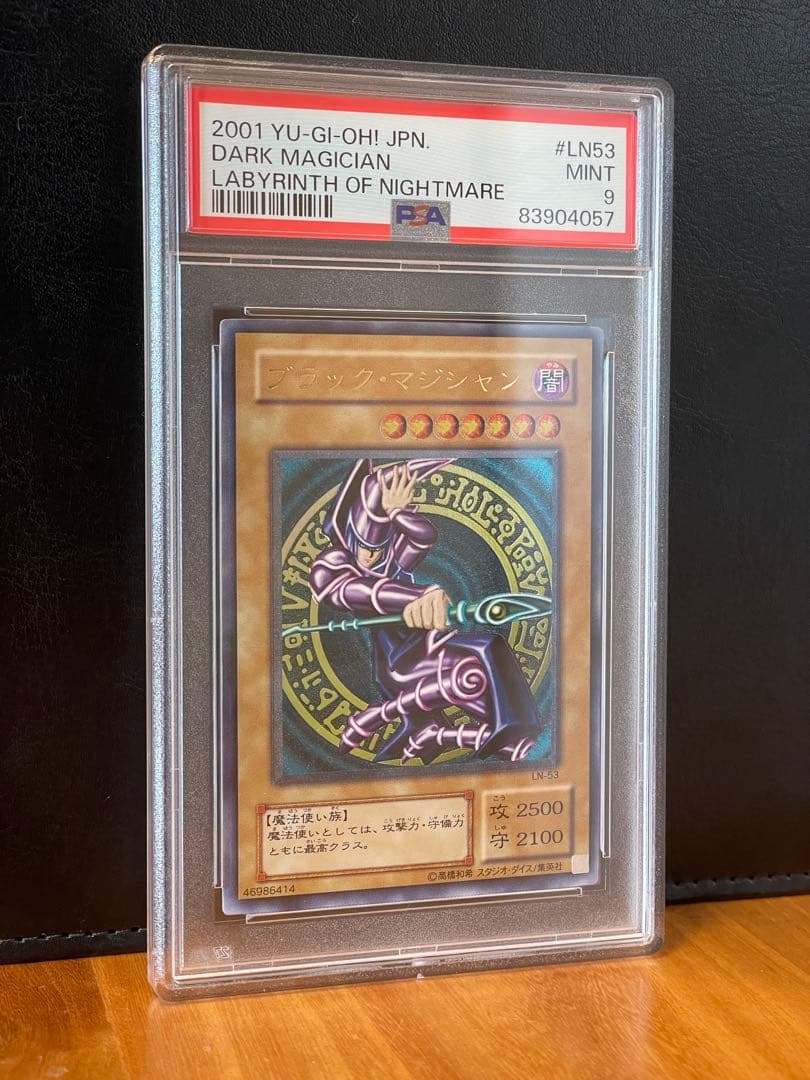 2001 YU-GI-OH! JPN. #LN53
DARK MAGICIAN MINT
LABYRINTH OF NIGHTMARE 9
PSA 83904057
ブラック・マジシャン 闇
LN-53
【魔法使い族】
魔法使いとしては、攻撃力・守備力
ともに最高クラス。
攻 2500
守 2100
46986414
©高橋和希 スタジオ・ダイス/集英社